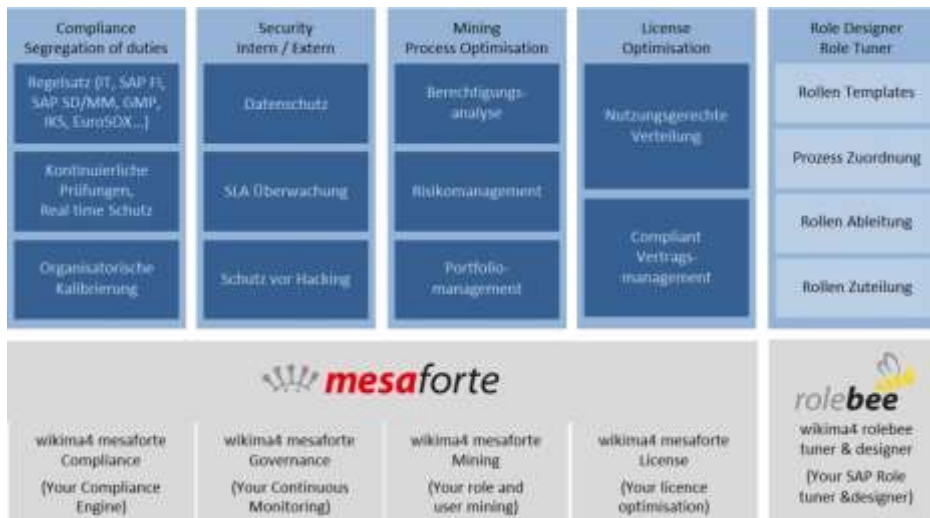 Compliance
Segregation of duties
Regelsatz (IT, SAP FI,
SAP SD/MM, GMP,
IKS, EuroSOX...)
Kontinuierliche
Prüfungen,
Real time Schutz
Organisatorische
Kalibrierung
Security
Intern / Extern
Datenschutz
SLA Überwachung
Schutz vor Hacking
Mining
Process Optimisation
Berechtigungs-
analyse
Risikomanagement
Portfolio-
management
License
Optimisation
Nutzungsgerechte
Verteilung
Compliant
Vertrags-
management
Role Designer
Role Tuner
Rollen Templates
Prozess Zuordnung
Rollen Ableitung
Rollen Zuteilung
mesaforte
wikima4 mesaforte
Compliance
(Your Compliance
Engine)
wikima4 mesaforte
Governance
(Your Continuous
Monitoring)
wikima4 mesaforte
Mining
(Your role and
user mining)
wikima4 mesaforte
License
(Your licence
optimisation)
rolebee
wikima4 rolebee
tuner & designer
(Your SAP Role
tuner &designer)